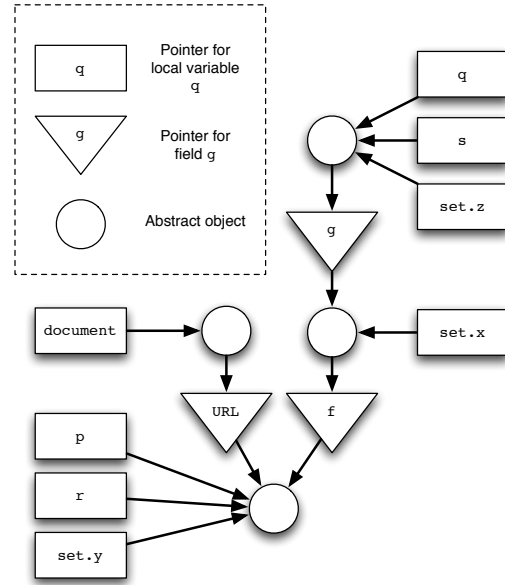 q
Pointer for
local variable
q
g
Pointer for
field g
Abstract object
q
s
set.z
g
document
set.x
URL
f
p
r
set.y